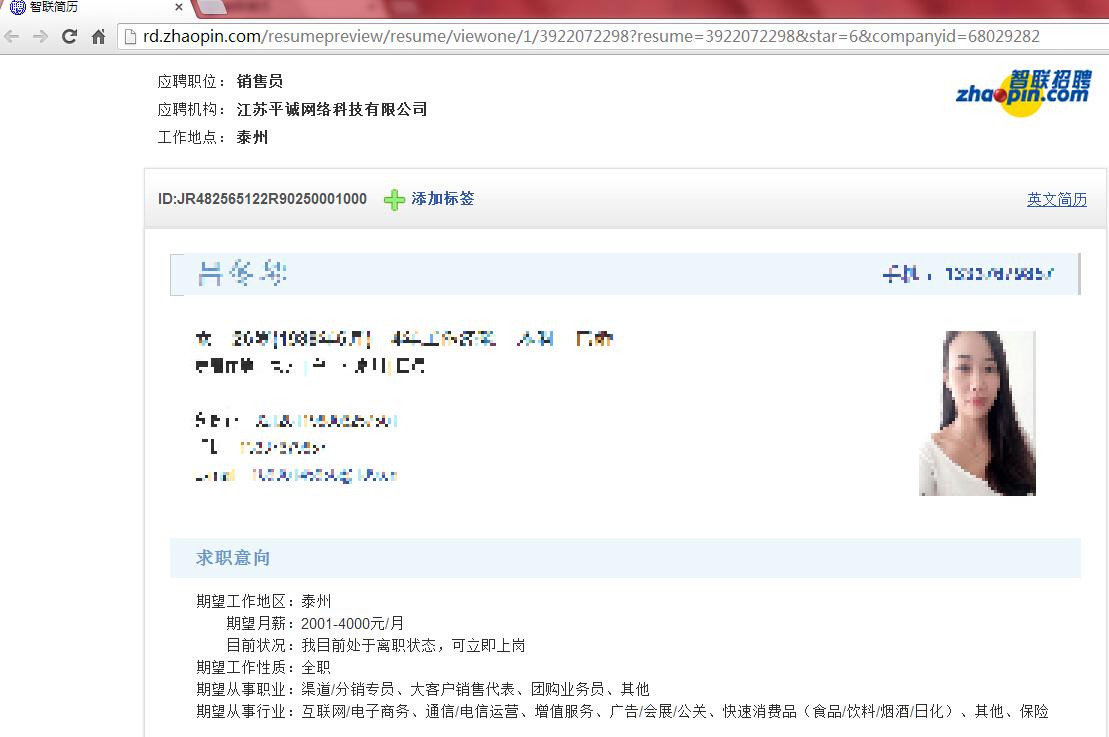 智联简历
rd.zhaopin.com/resumepreview/resume/viewone/1/3922072298?resume=3922072298&star=6&companyid=68029282
应聘职位： 销售员
应聘机构： 江苏平诚网络科技有限公司
工作地点： 泰州
智联招聘
zhaopin.com
ID:JR482565122R90250001000 添加标签 英文简历
求职意向
期望工作地区：泰州
期望月薪：2001-4000元/月
目前状况：我目前处于离职状态，可立即上岗
期望工作性质：全职
期望从事职业：渠道/分销专员、大客户销售代表、团购业务员、其他
期望从事行业：互联网/电子商务、通信/电信运营、增值服务、广告/会展/公关、快速消费品（食品/饮料/烟酒/日化）、其他、保险